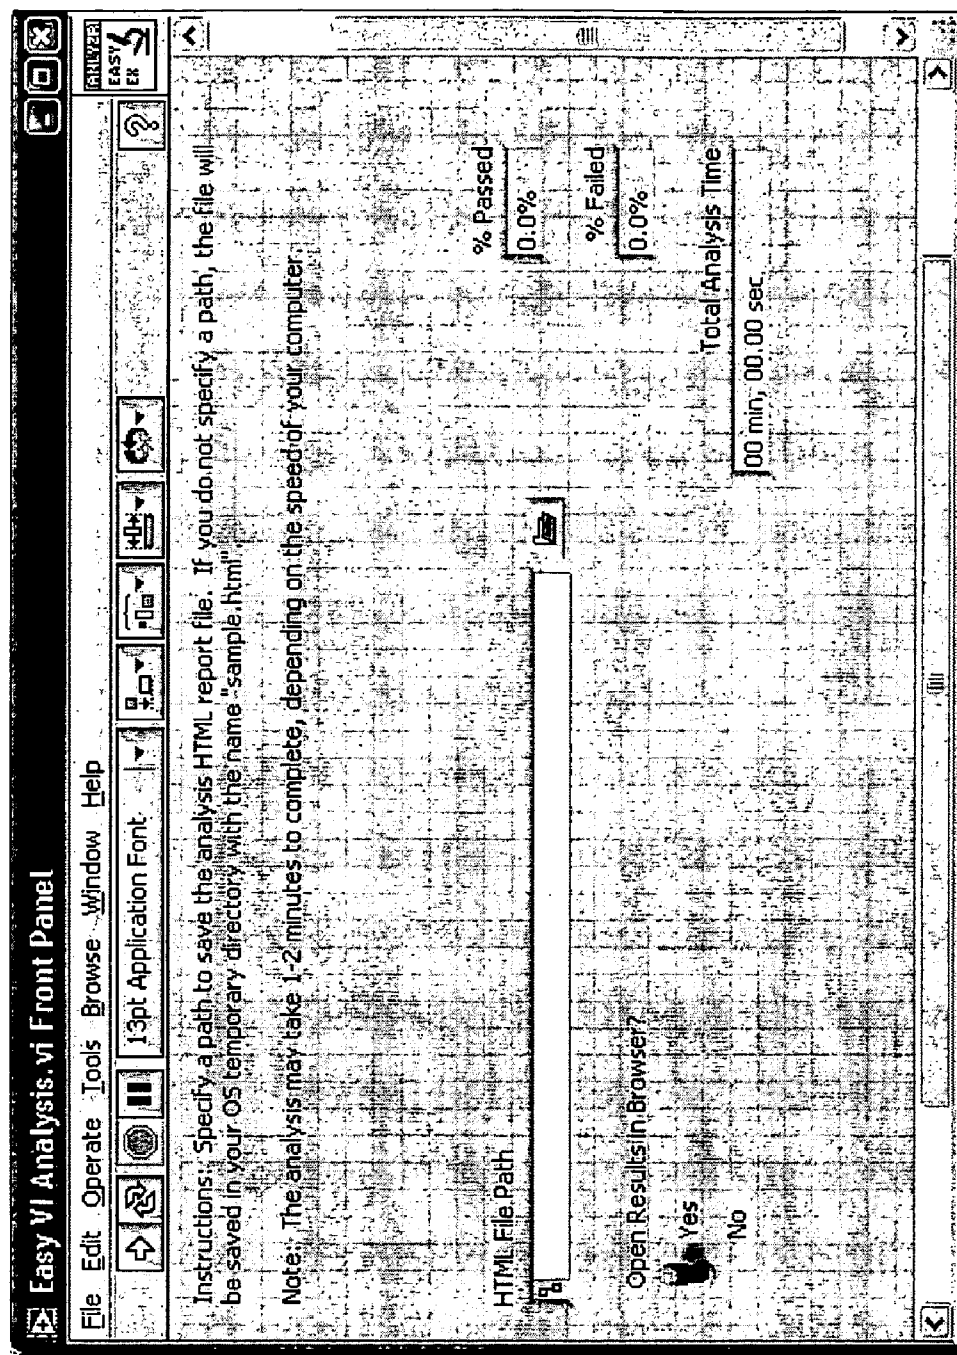 Easy VI Analysis.vi Front Panel
File Edit Operate Tools Browse Window Help
13pt Application Font
ANLYZR
EASY
EX
Instructions: Specify a path to save the analysis HTML report file. If you do not specify a path, the file will
be saved in your OS temporary directory with the name "sample.html".
Note: The analysis may take 1-2 minutes to complete, depending on the speed of your computer.
HTML File Path
% Passed
0.0%
% Failed
0.0%
Open Results in Browser?
Yes
No
Total Analysis Time
00 min, 00.00 sec